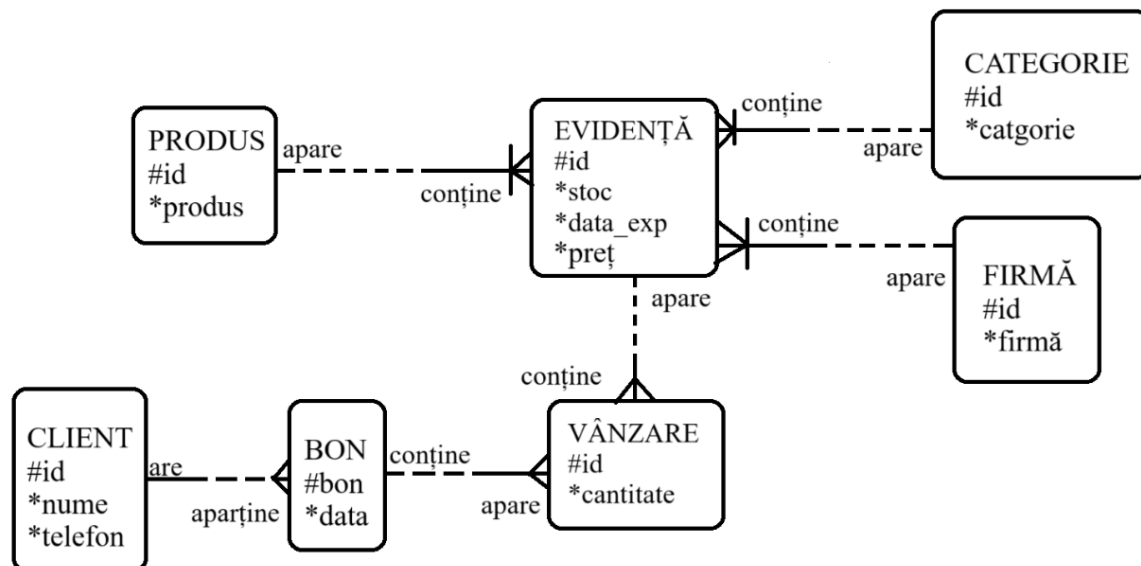 PRODUS
#id
*produs
apare
conține
EVIDENȚĂ
#id
*stoc
*data_exp
*preț
conține
apare
CATEGORIE
#id
*catgorie
conține
apare
FIRMĂ
#id
*firmă
apare
conține
CLIENT
#id
*nume
*telefon
are
aparține
BON
#bon
*data
conține
apare
VÂNZARE
#id
*cantitate